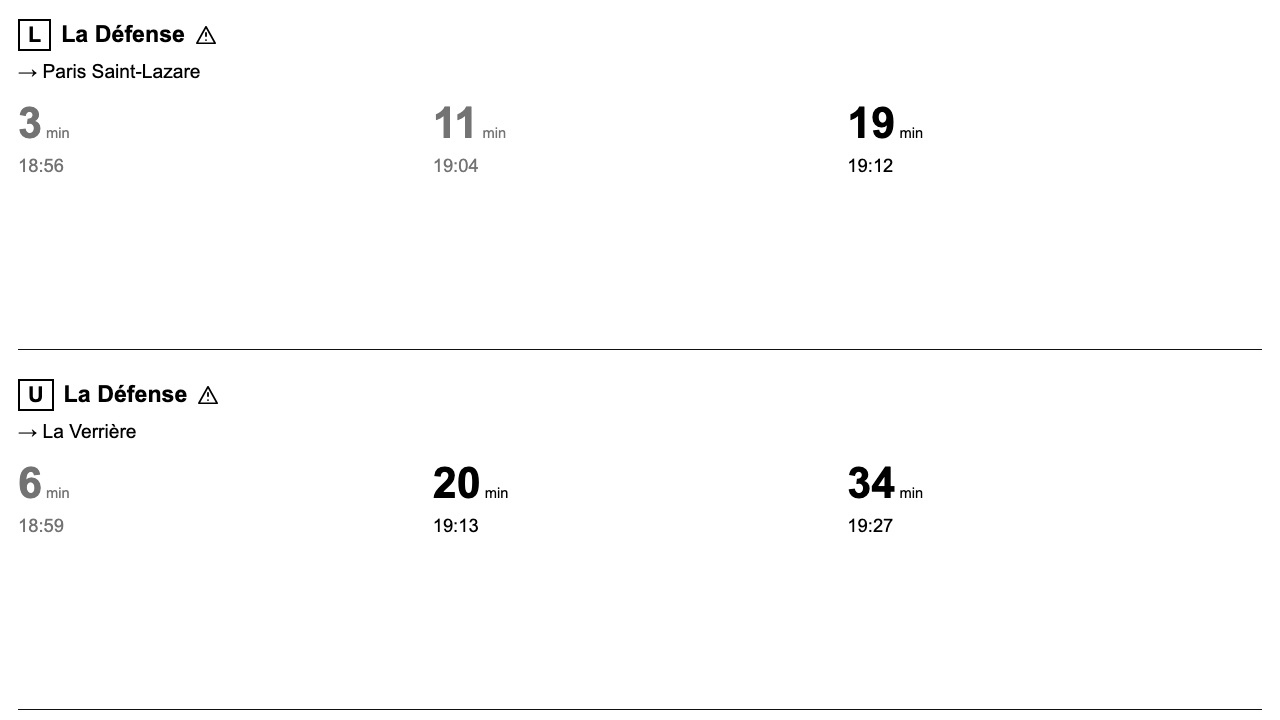 L La Défense
→ Paris Saint-Lazare
3 min 11 min 19 min
18:56 19:04 19:12
U La Défense
→ La Verrière
6 min 20 min 34 min
18:59 19:13 19:27